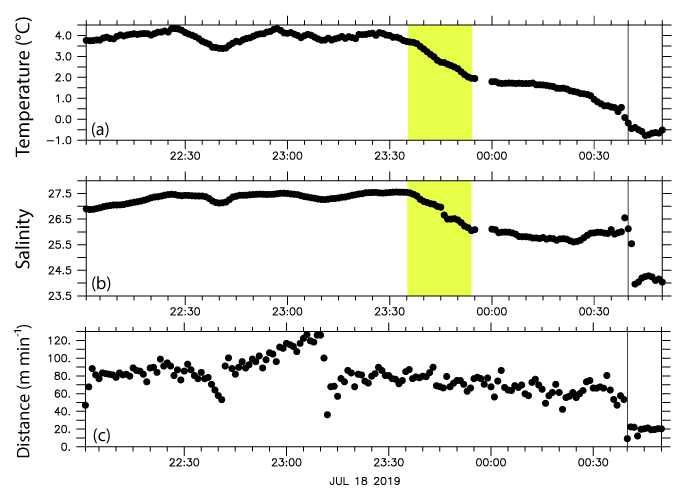 Temperature (°C)
4.0
3.0
2.0
1.0
0.0
−1.0
(a)
22:30 23:00 23:30 00:00 00:30
Salinity
27.5
26.5
25.5
24.5
23.5
(b)
22:30 23:00 23:30 00:00 00:30
Distance (m min⁻¹)
120.
100.
80.
60.
40.
20.
0.
(c)
22:30 23:00 23:30 00:00 00:30
JUL 18 2019